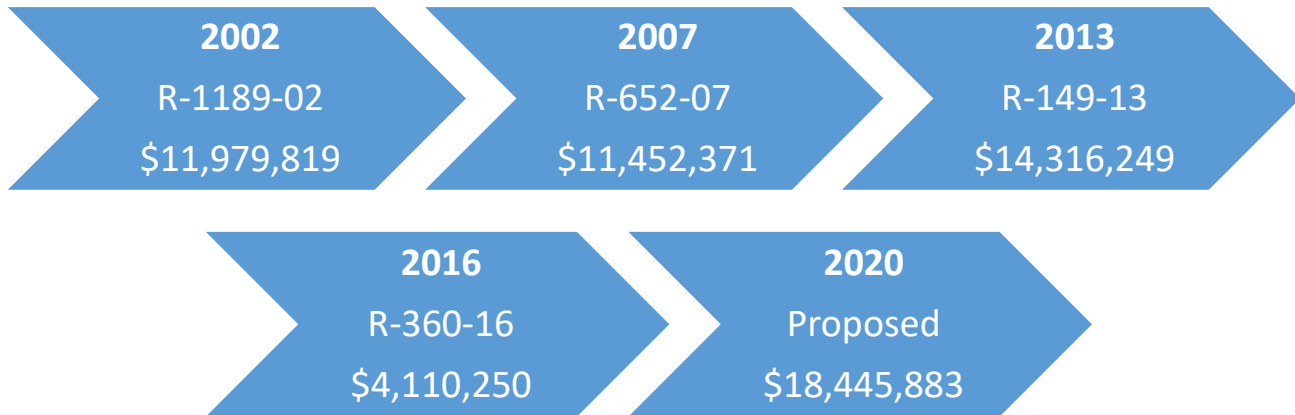 2002
R-1189-02
$11,979,819
2007
R-652-07
$11,452,371
2013
R-149-13
$14,316,249
2016
R-360-16
$4,110,250
2020
Proposed
$18,445,883